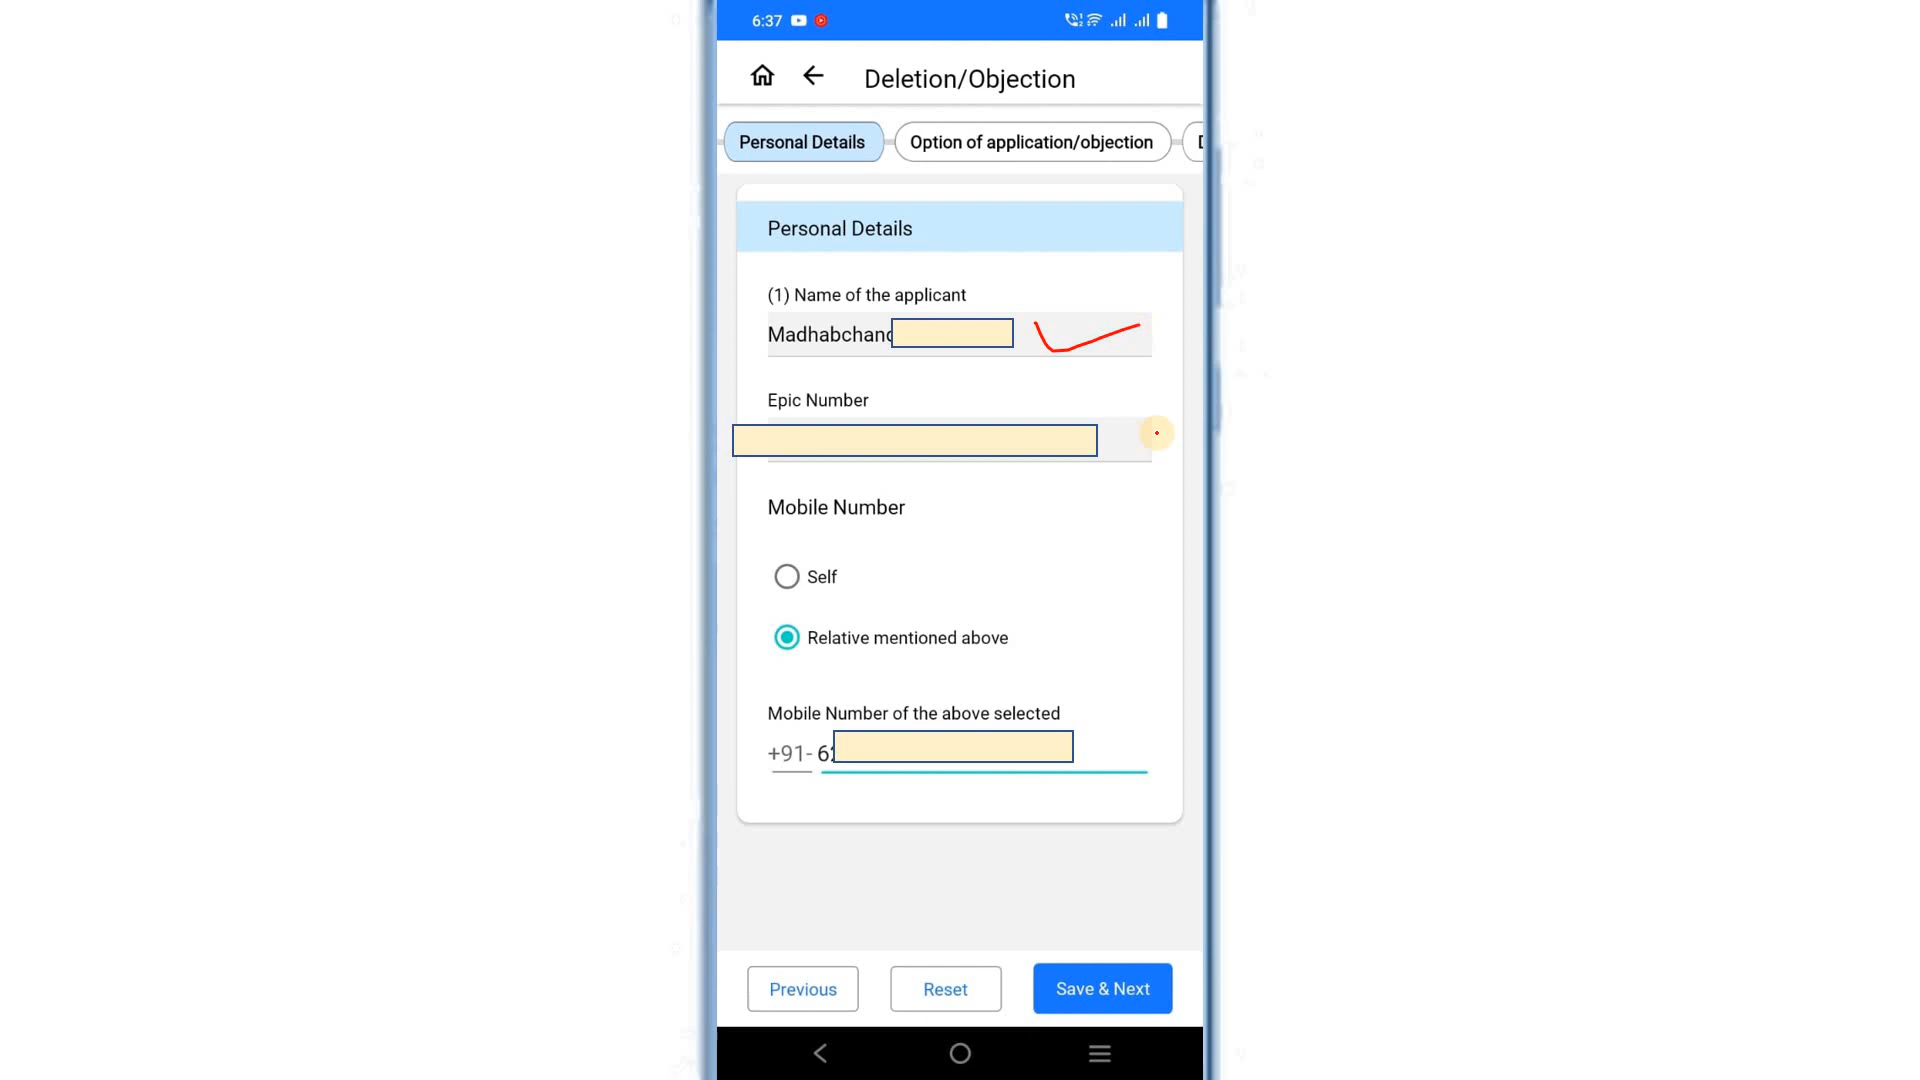 6:37
Deletion/Objection
Personal Details
Option of application/objection
Personal Details
(1) Name of the applicant
Madhabchan
Epic Number
Mobile Number
Self
Relative mentioned above
Mobile Number of the above selected
+91- 6
Previous
Reset
Save & Next